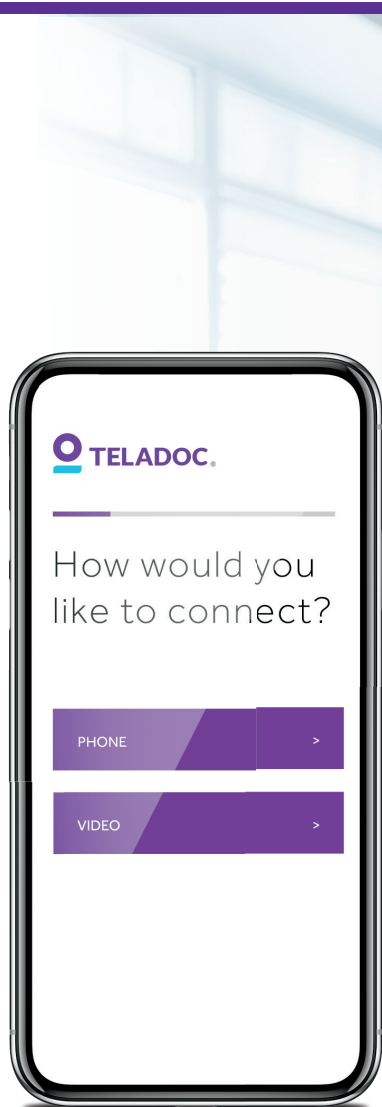 TELADOC®
How would you
like to connect?
PHONE >
VIDEO >